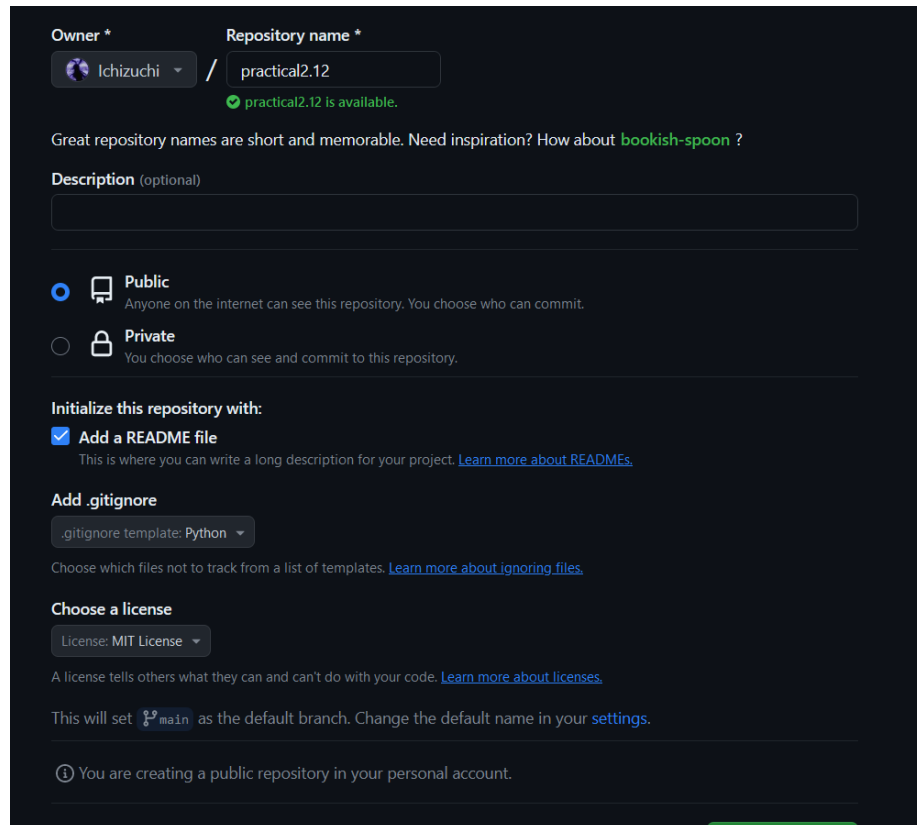 Owner * Repository name *
Ichizuchi / practical2.12
practical2.12 is available.
Great repository names are short and memorable. Need inspiration? How about bookish-spoon ?
Description (optional)
Public
Anyone on the internet can see this repository. You choose who can commit.
Private
You choose who can see and commit to this repository.
Initialize this repository with:
Add a README file
This is where you can write a long description for your project. Learn more about READMEs.
Add .gitignore
.gitignore template: Python
Choose which files not to track from a list of templates. Learn more about ignoring files.
Choose a license
License: MIT License
A license tells others what they can and can't do with your code. Learn more about licenses.
This will set main as the default branch. Change the default name in your settings.
You are creating a public repository in your personal account.